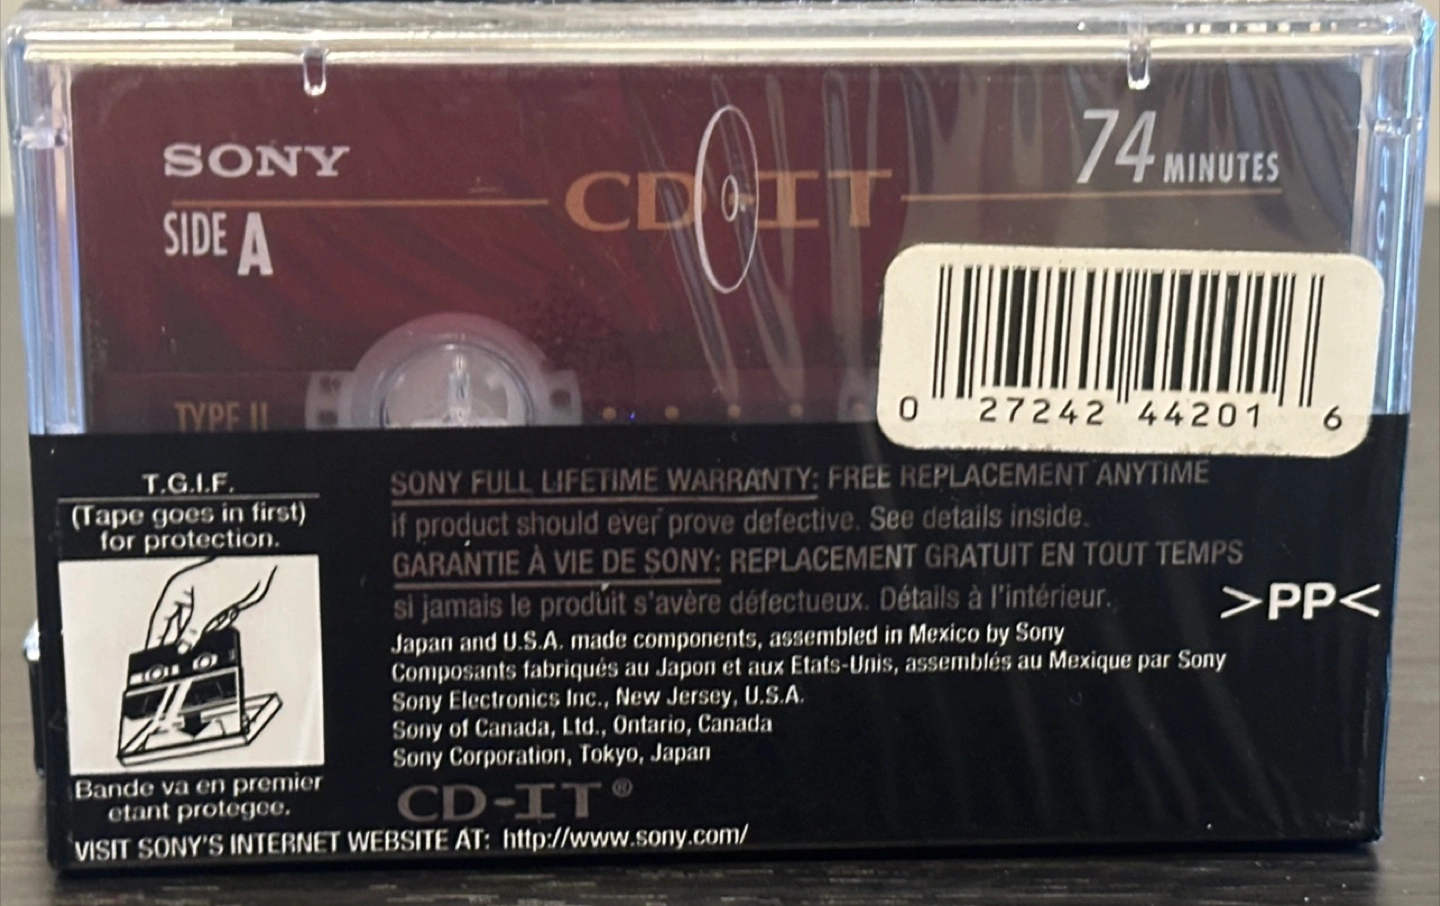 SONY
CD-IT
74 MINUTES
SIDE A
TYPE II
0 27242 44201 6
T.G.I.F.
(Tape goes in first)
for protection.
Bande va en premier
etant protegee.
SONY FULL LIFETIME WARRANTY: FREE REPLACEMENT ANYTIME
if product should ever prove defective. See details inside.
GARANTIE À VIE DE SONY: REPLACEMENT GRATUIT EN TOUT TEMPS
si jamais le produit s'avère défectueux. Détails à l'intérieur.
>PP<
Japan and U.S.A. made components, assembled in Mexico by Sony
Composants fabriqués au Japon et aux Etats-Unis, assemblés au Mexique par Sony
Sony Electronics Inc., New Jersey, U.S.A.
Sony of Canada, Ltd., Ontario, Canada
Sony Corporation, Tokyo, Japan
CD-IT®
VISIT SONY'S INTERNET WEBSITE AT: http://www.sony.com/